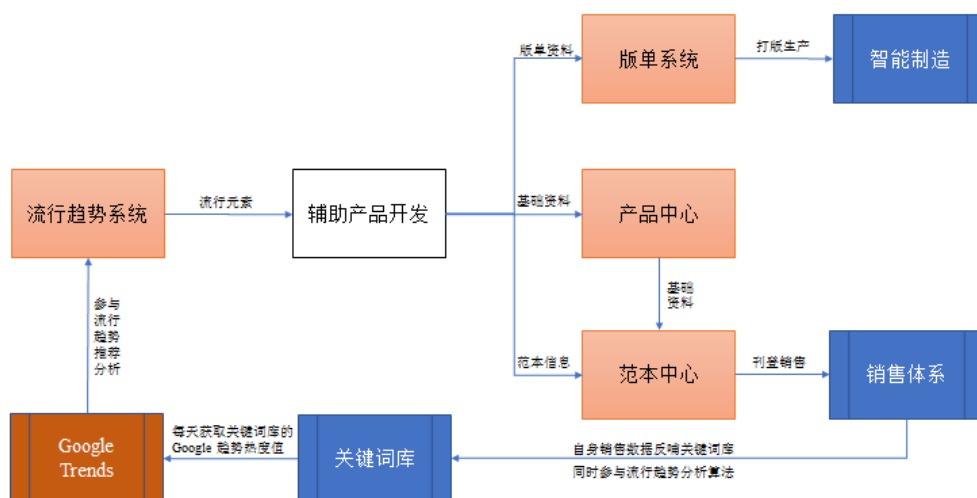 版单资料
版单系统
打版生产
智能制造
流行趋势系统
流行元素
辅助产品开发
基础资料
产品中心
基础
资料
参与
流行
趋势
推荐
分析
范本信息
范本中心
刊登销售
销售体系
Google
Trends
每天获取关键词库的
Google 趋势热度值
关键词库
自身销售数据反哺关键词库
同时参与流行趋势分析算法